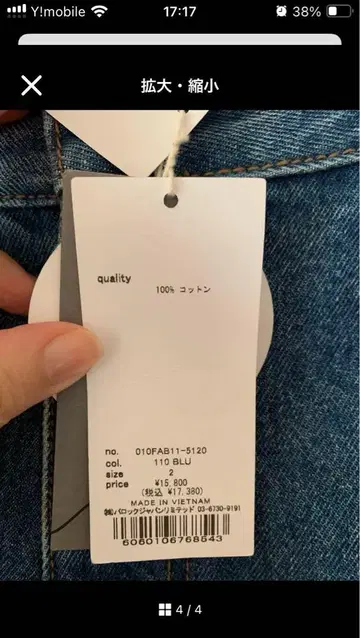 Y!mobile 17:17 38%
拡大・縮小
quality
100% コットン
no. 010FAB11-5120
col. 110 BLU
size 2
price ¥15,800
(税込 ¥17,380)
MADE IN VIETNAM
㈱バロックジャパンリミテッド 03-6730-9191
6060106768543
4 / 4